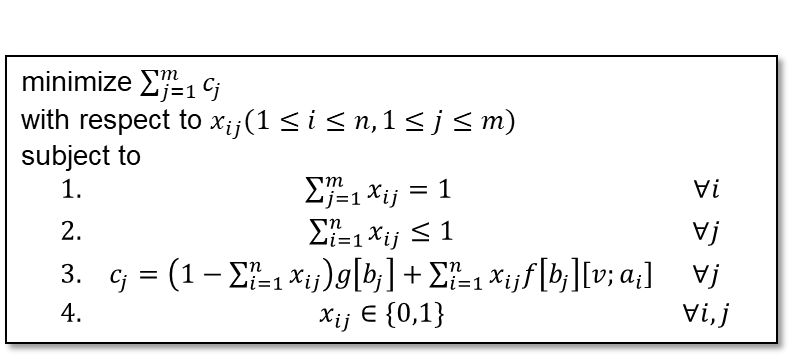 minimize ∑_{j=1}^{m} c_j
with respect to x_{ij}(1 ≤ i ≤ n, 1 ≤ j ≤ m)
subject to
1. ∑_{j=1}^{m} x_{ij} = 1 ∀i
2. ∑_{i=1}^{n} x_{ij} ≤ 1 ∀j
3. c_j = (1 − ∑_{i=1}^{n} x_{ij})g[b_j] + ∑_{i=1}^{n} x_{ij}f[b_j][v; a_i] ∀j
4. x_{ij} ∈ {0,1} ∀i, j